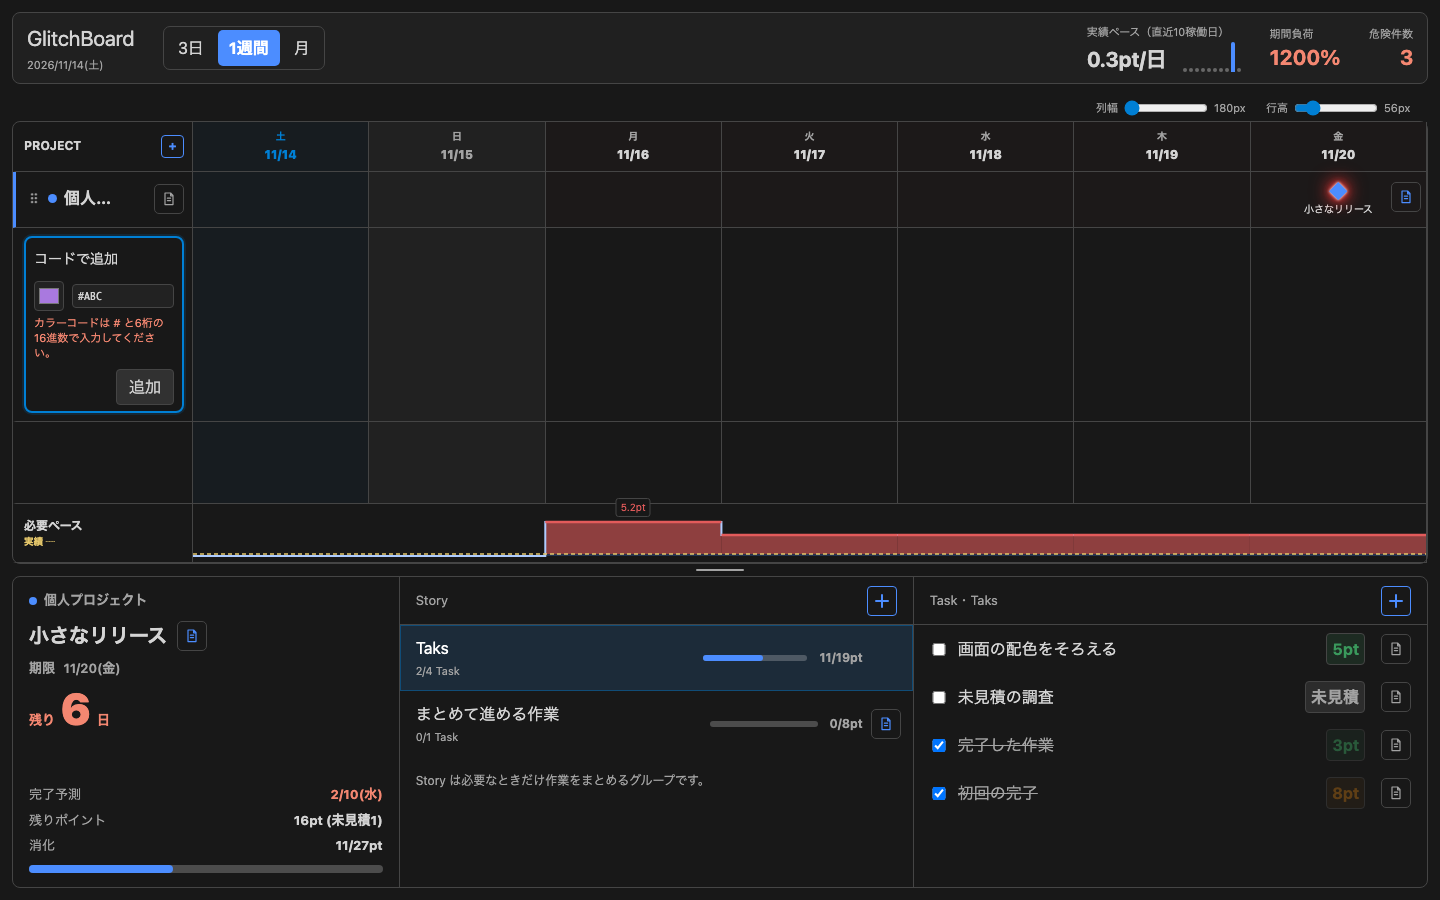 GlitchBoard
2026/11/14(土)
3日 1週間 月
実績ペース（直近10稼働日）
0.3pt/日
期間負荷
1200%
危険件数
3
列幅 180px 行高 56px
PROJECT +
土 11/14
日 11/15
月 11/16
火 11/17
水 11/18
木 11/19
金 11/20
個人...
小さなリリース
コードで追加
#ABC
カラーコードは # と6桁の
16進数で入力してくださ
い。
追加
必要ペース
実績
5.2pt
個人プロジェクト
小さなリリース
期限 11/20(金)
残り 6 日
完了予測 2/10(水)
残りポイント 16pt (未見積1)
消化 11/27pt
Story
Taks
2/4 Task
11/19pt
まとめて進める作業
0/1 Task
0/8pt
Story は必要なときだけ作業をまとめるグループです。
Task・Taks
画面の配色をそろえる 5pt
未見積の調査 未見積
完了した作業 3pt
初回の完了 8pt